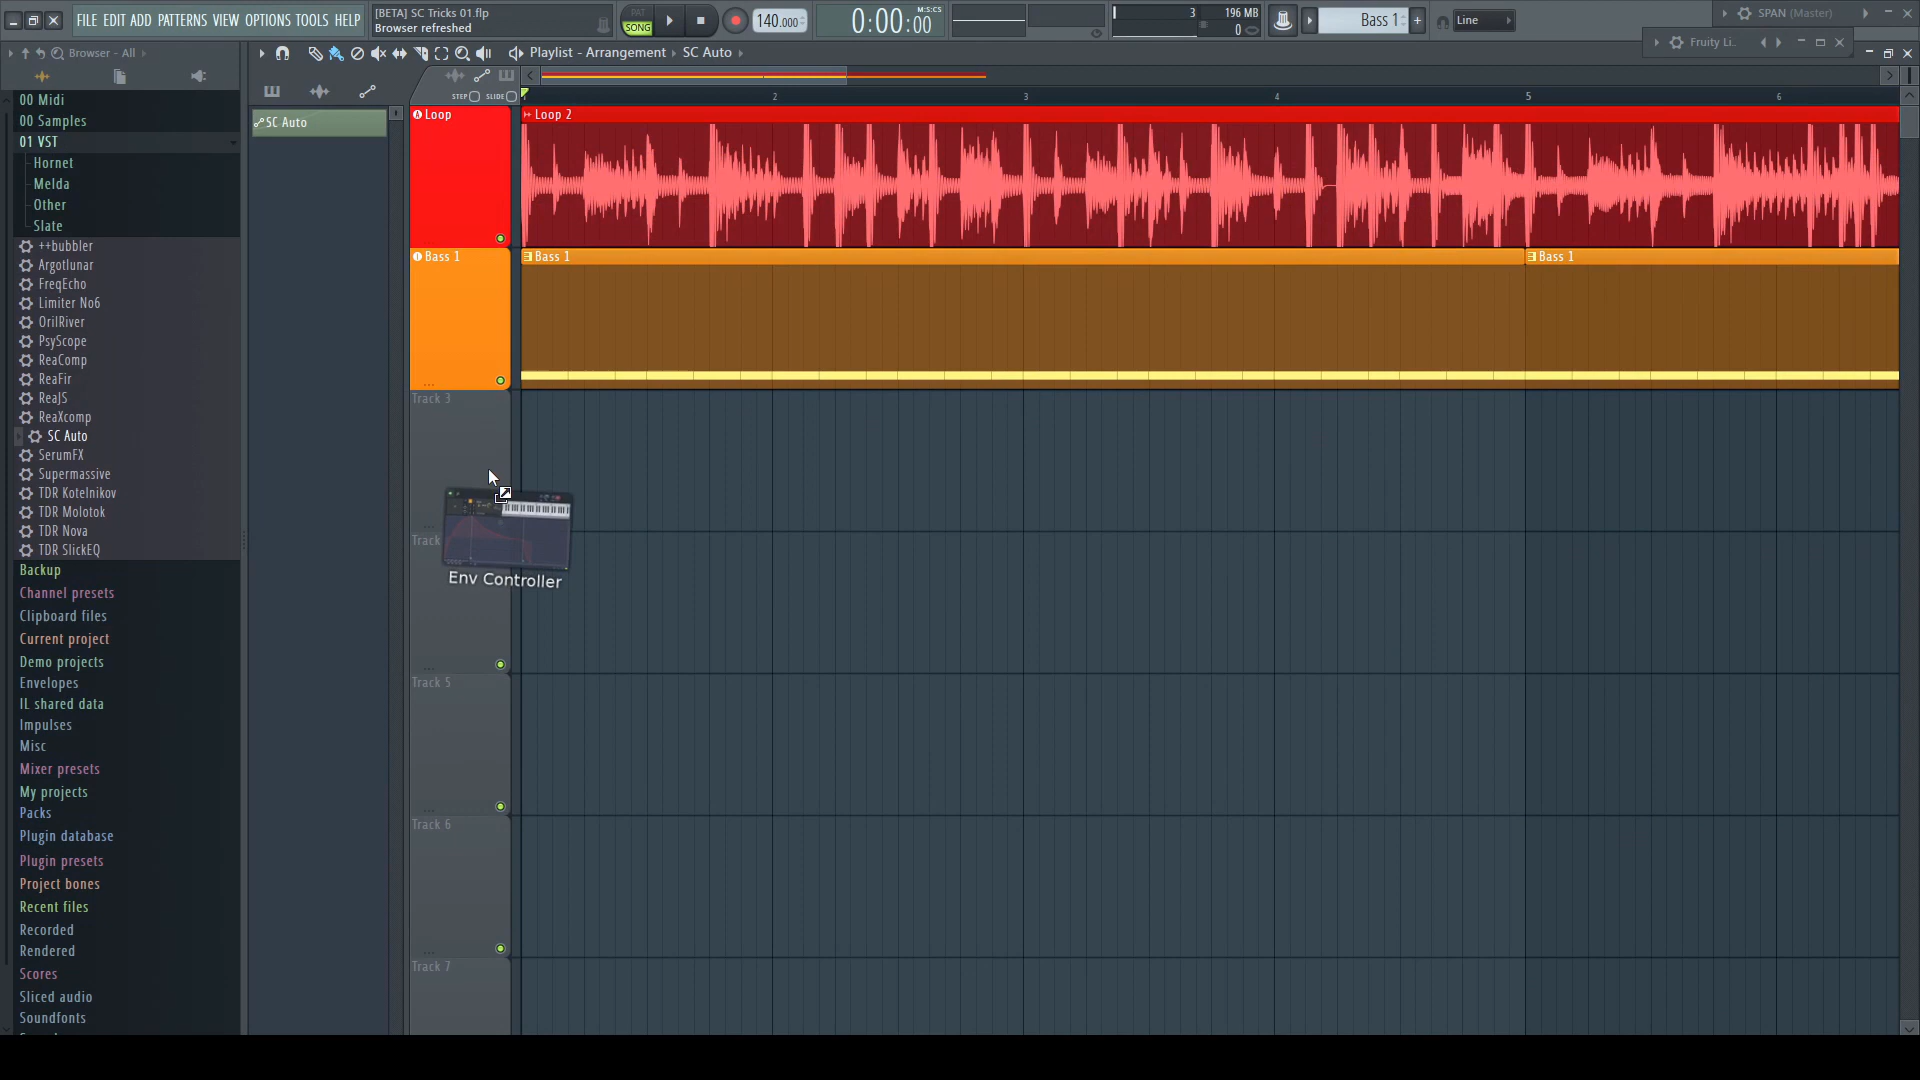 FILE EDIT ADD PATTERNS VIEW OPTIONS TOOLS HELP
[BETA] SC Tricks 01.flp
Browser refreshed
PAT
SONG
140.000
M:S:CS
0:00:00
3
196 MB
0
Bass 1
Line
SPAN (Master)
Fruity Li..
Browser - All
Playlist - Arrangement
SC Auto
STEP
SLIDE
00 Midi
00 Samples
01 VST
Hornet
Melda
Other
Slate
++bubbler
Argotlunar
FreqEcho
Limiter No6
OrilRiver
PsyScope
ReaComp
ReaFir
ReaJS
ReaXcomp
SC Auto
SerumFX
Supermassive
TDR Kotelnikov
TDR Molotok
TDR Nova
TDR SlickEQ
Backup
Channel presets
Clipboard files
Current project
Demo projects
Envelopes
IL shared data
Impulses
Misc
Mixer presets
My projects
Packs
Plugin database
Plugin presets
Project bones
Recent files
Recorded
Rendered
Scores
Sliced audio
Soundfonts
SC Auto
2
3
4
5
6
Loop
Loop 2
Bass 1
Bass 1
Bass 1
Track 3
Track
Env Controller
Track 5
Track 6
Track 7